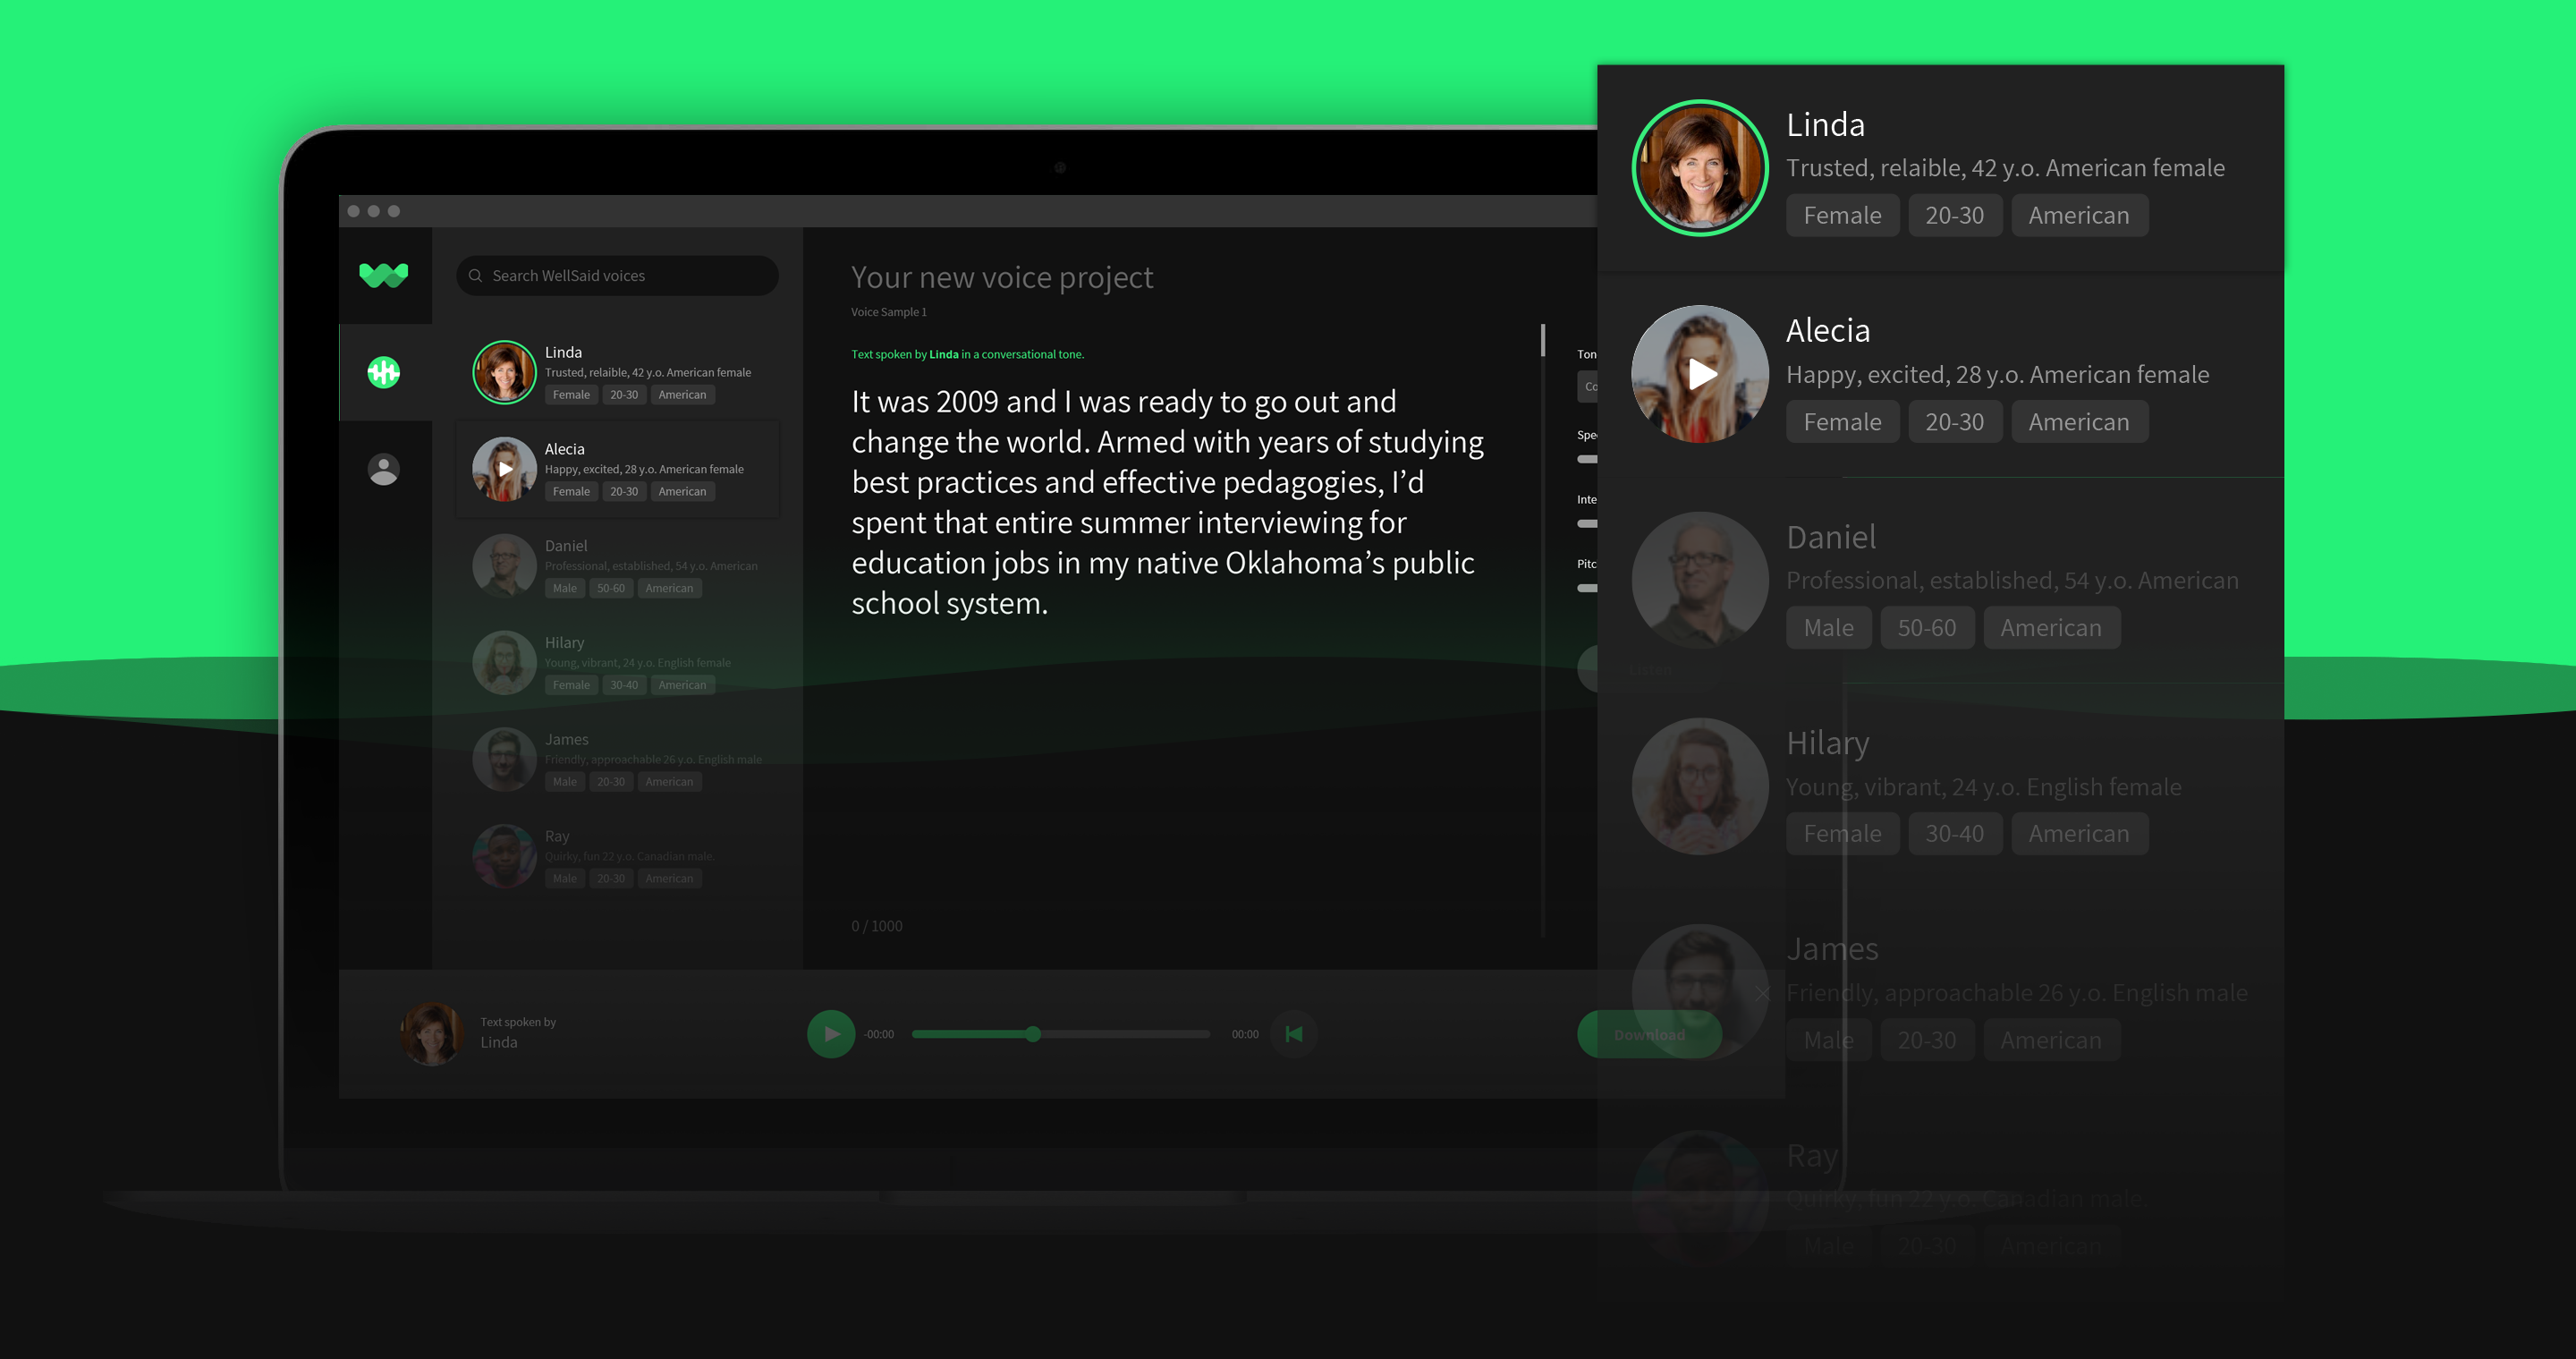 Search WellSaid voices
Linda
Trusted, relaible, 42 y.o. American female
Female 20-30 American
Alecia
Happy, excited, 28 y.o. American female
Female 20-30 American
Daniel
Professional, established, 54 y.o. American
Male 50-60 American
Hilary
Young, vibrant, 24 y.o. English female
Female 30-40 American
James
Friendly, approachable 26 y.o. English male
Male 20-30 American
Ray
Quirky, fun 22 y.o. Canadian male.
Male 20-30 American
Your new voice project
Voice Sample 1
Text spoken by Linda in a conversational tone.
It was 2009 and I was ready to go out and
change the world. Armed with years of studying
best practices and effective pedagogies, I’d
spent that entire summer interviewing for
education jobs in my native Oklahoma’s public
school system.
0 / 1000
Ton
Co
Spe
Inte
Pitc
Listen
Text spoken by
Linda
-00:00
00:00
Download
Linda
Trusted, relaible, 42 y.o. American female
Female 20-30 American
Alecia
Happy, excited, 28 y.o. American female
Female 20-30 American
Daniel
Professional, established, 54 y.o. American
Male 50-60 American
Hilary
Young, vibrant, 24 y.o. English female
Female 30-40 American
James
Friendly, approachable 26 y.o. English male
Male 20-30 American
Ray
Quirky, fun 22 y.o. Canadian male.
Male 20-30 American